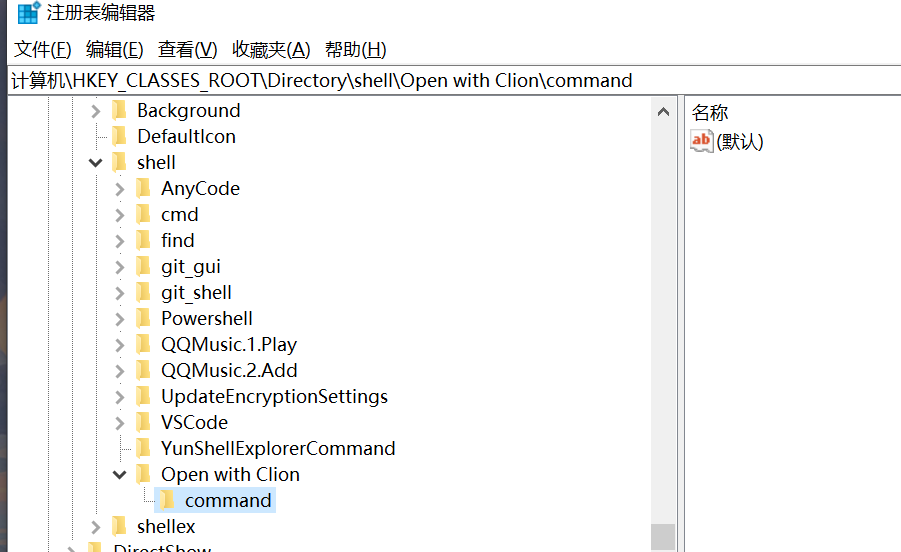 注册表编辑器
文件(F) 编辑(E) 查看(V) 收藏夹(A) 帮助(H)
计算机\HKEY_CLASSES_ROOT\Directory\shell\Open with Clion\command
Background
DefaultIcon
shell
AnyCode
cmd
find
git_gui
git_shell
Powershell
QQMusic.1.Play
QQMusic.2.Add
UpdateEncryptionSettings
VSCode
YunShellExplorerCommand
Open with Clion
command
shellex
DirectShow
名称
ab (默认)